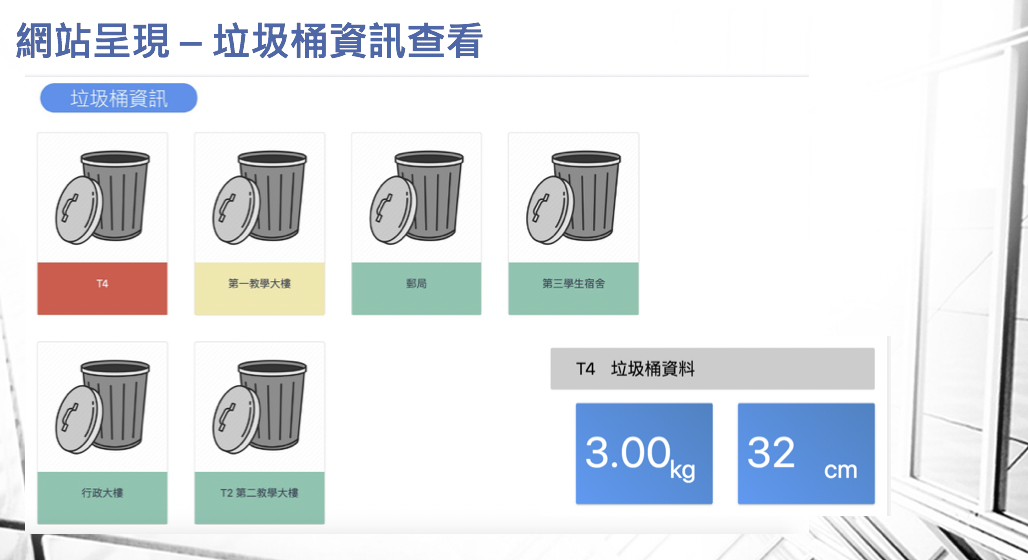 網站呈現 – 垃圾桶資訊查看
垃圾桶資訊
T4
第一教學大樓
郵局
第三學生宿舍
行政大樓
T2 第二教學大樓
T4 垃圾桶資料
3.00kg
32 cm